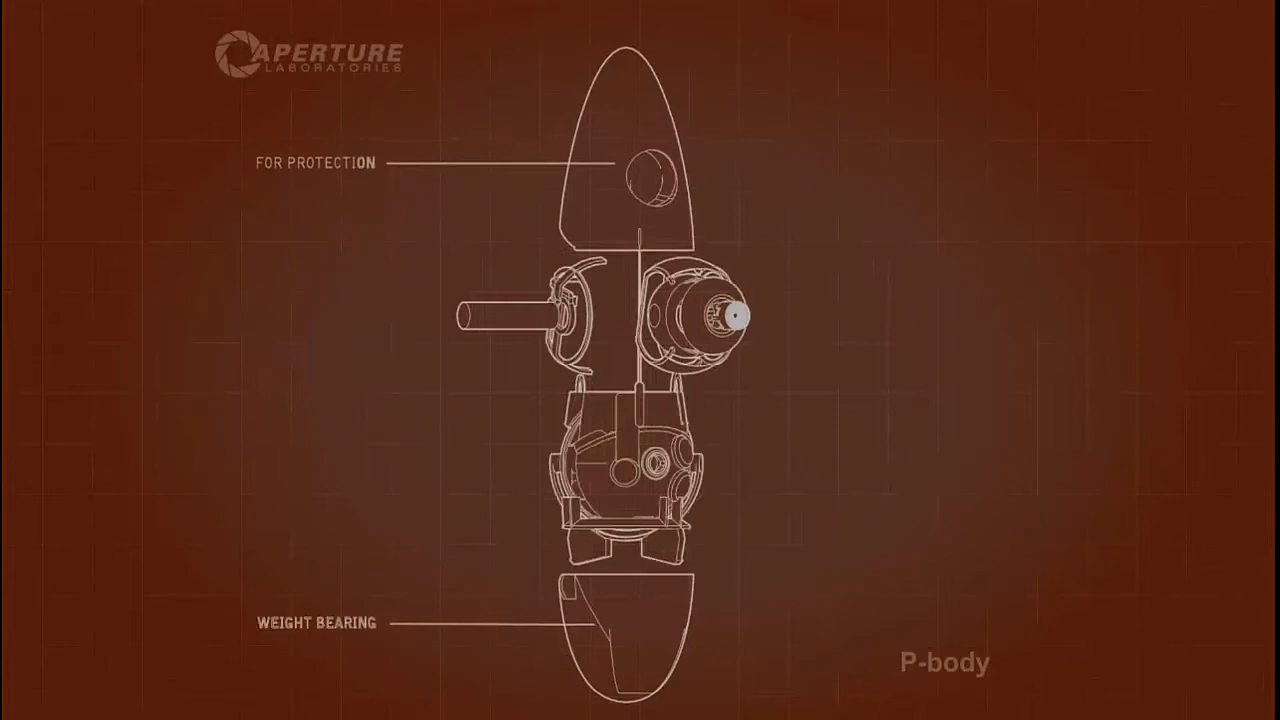 APERTURE
LABORATORIES
FOR PROTECTION
WEIGHT BEARING
P-body